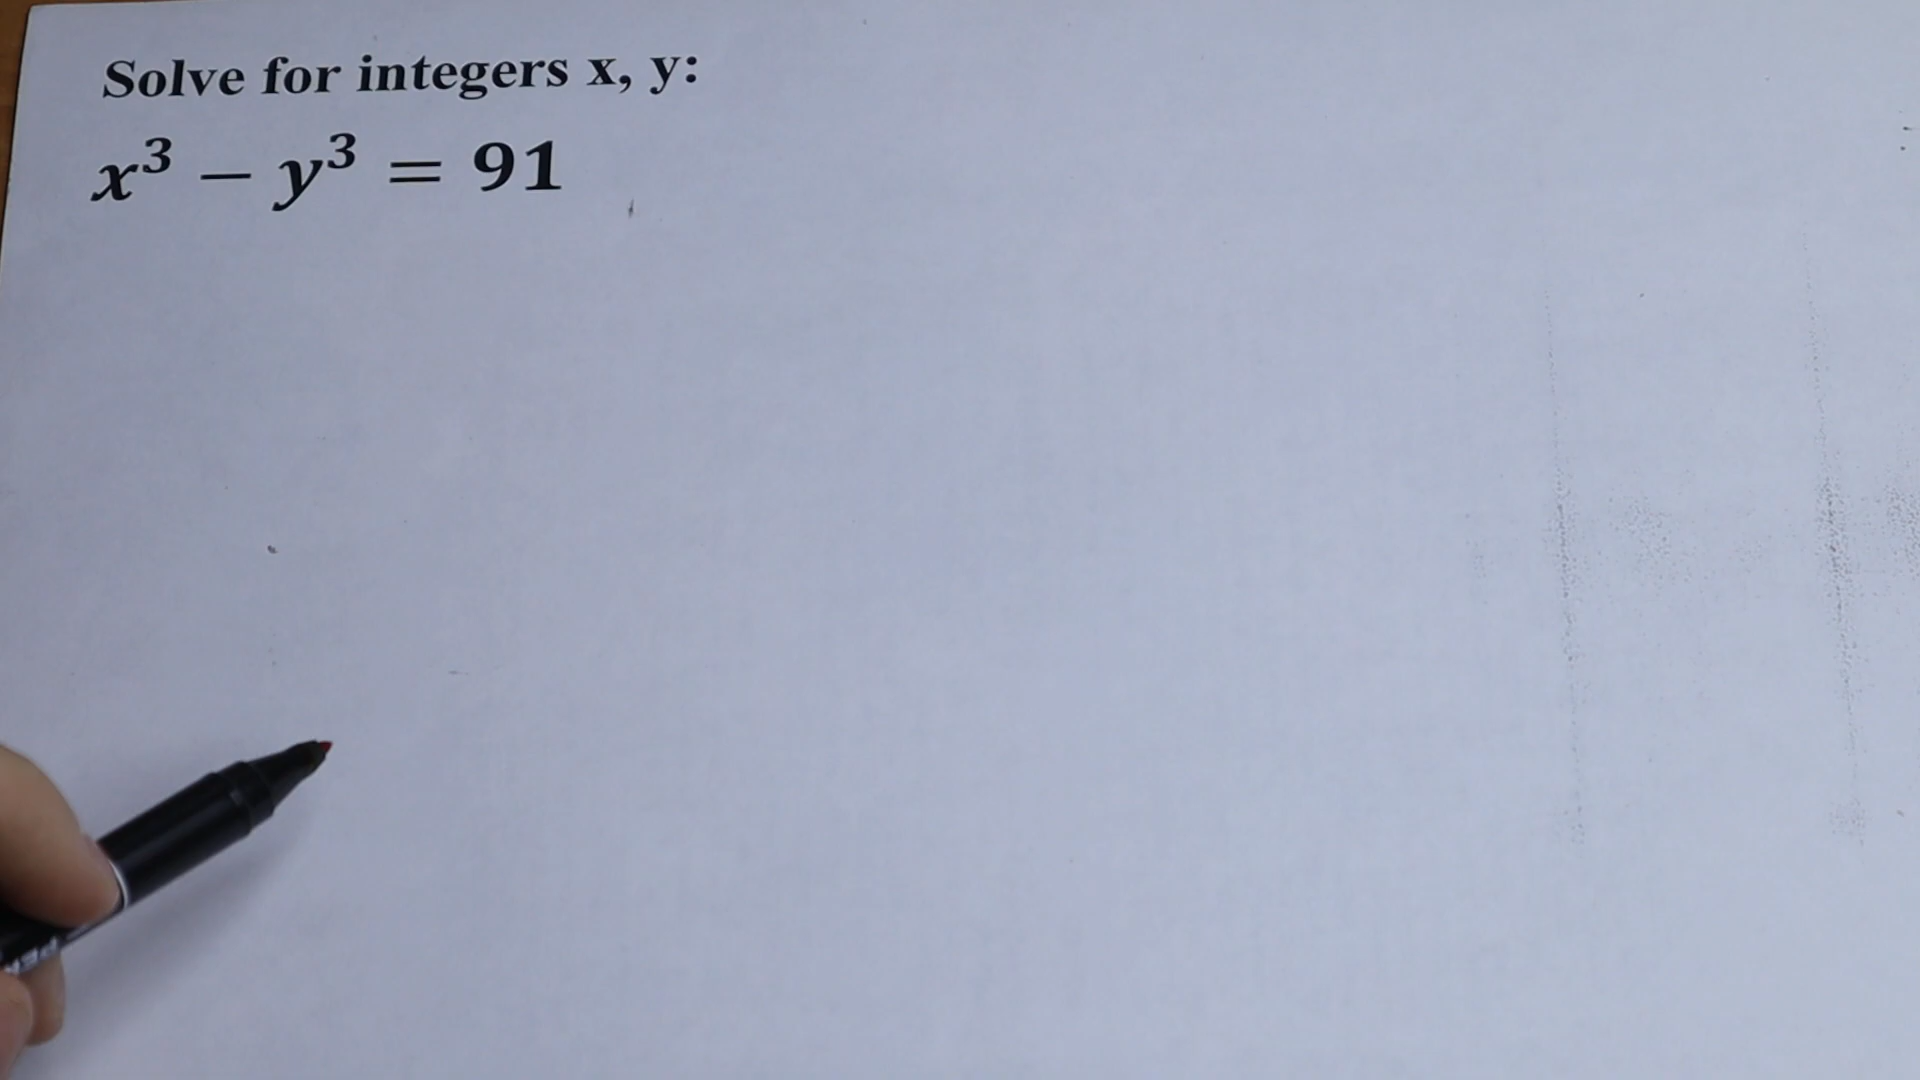 Solve for integers x, y:
x³ − y³ = 91